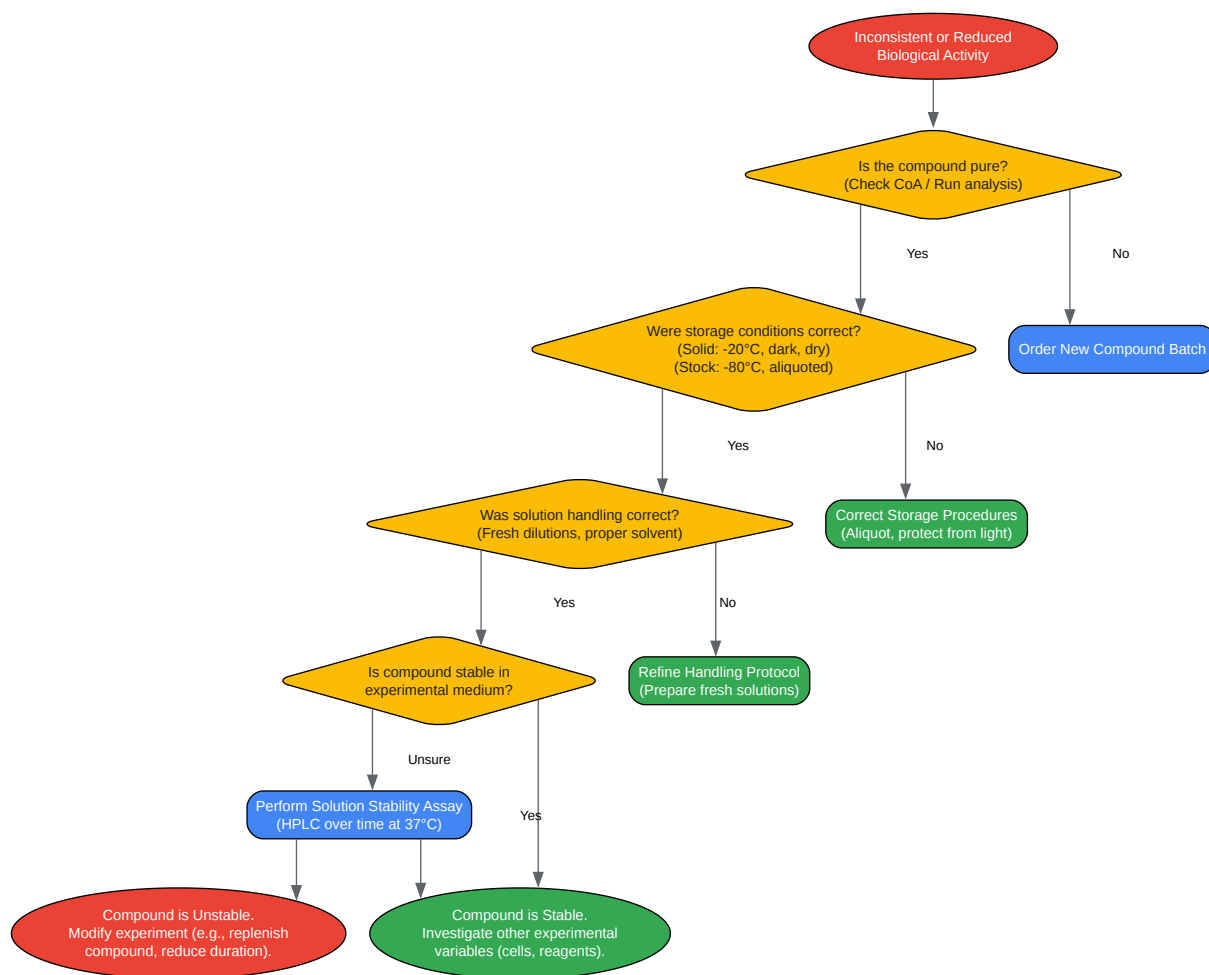 Inconsistent or Reduced
Biological Activity
Is the compound pure?
(Check CoA / Run analysis)
Yes
No
Were storage conditions correct?
(Solid: -20°C, dark, dry)
(Stock: -80°C, aliquoted)
Order New Compound Batch
Yes
No
Was solution handling correct?
(Fresh dilutions, proper solvent)
Correct Storage Procedures
(Aliquot, protect from light)
Yes
No
Is compound stable in
experimental medium?
Refine Handling Protocol
(Prepare fresh solutions)
Unsure
Yes
Perform Solution Stability Assay
(HPLC over time at 37°C)
Compound is Unstable.
Modify experiment (e.g., replenish
compound, reduce duration).
Compound is Stable.
Investigate other experimental
variables (cells, reagents).